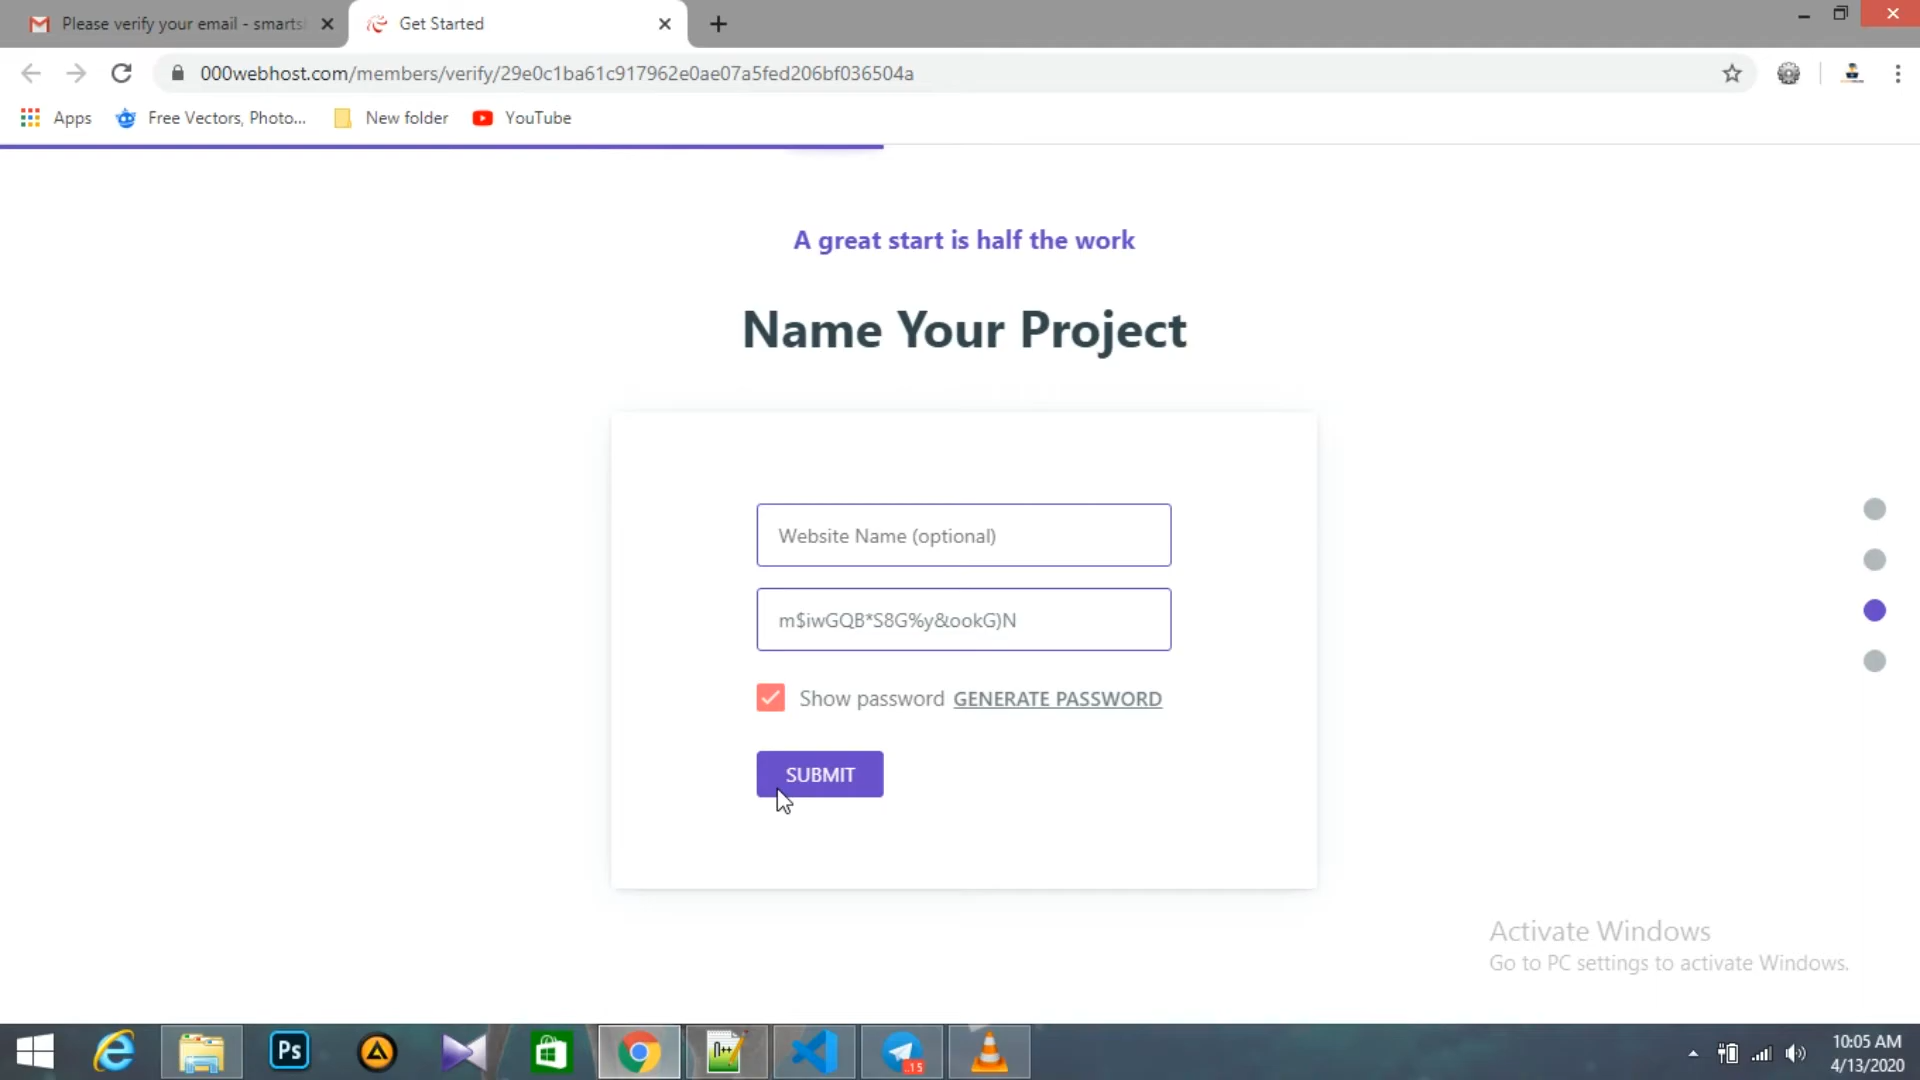 Please verify your email - smarts
Get Started
000webhost.com/members/verify/29e0c1ba61c917962e0ae07a5fed206bf036504a
Apps
Free Vectors, Photo...
New folder
YouTube
A great start is half the work
Name Your Project
Website Name (optional)
m$iwGQB*S8G%y&ookG)N
Show password GENERATE PASSWORD
SUBMIT
Activate Windows
Go to PC settings to activate Windows.
Ps
n++
15
10:05 AM
4/13/2020